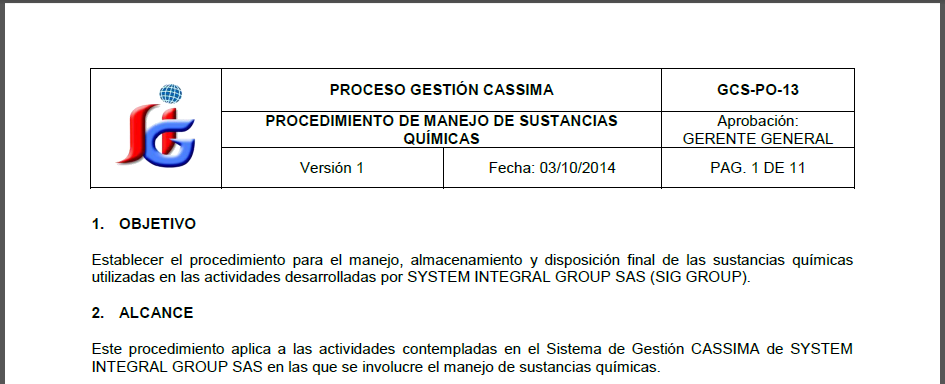 PROCESO GESTIÓN CASSIMA
GCS-PO-13
PROCEDIMIENTO DE MANEJO DE SUSTANCIAS
QUÍMICAS
Aprobación:
GERENTE GENERAL
Versión 1
Fecha: 03/10/2014
PAG. 1 DE 11
SiG
1. OBJETIVO
Establecer el procedimiento para el manejo, almacenamiento y disposición final de las sustancias químicas
utilizadas en las actividades desarrolladas por SYSTEM INTEGRAL GROUP SAS (SIG GROUP).
2. ALCANCE
Este procedimiento aplica a las actividades contempladas en el Sistema de Gestión CASSIMA de SYSTEM
INTEGRAL GROUP SAS en las que se involucre el manejo de sustancias químicas.